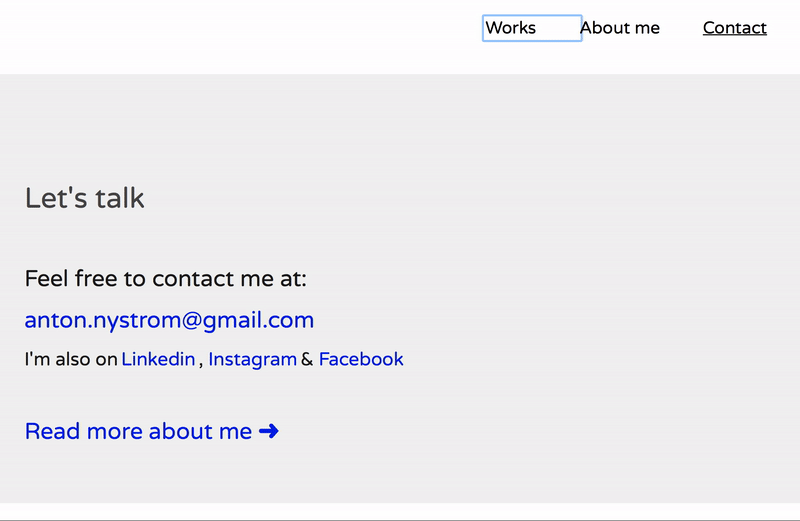 Works About me Contact
Let's talk
Feel free to contact me at:
anton.nystrom@gmail.com
I'm also on Linkedin , Instagram & Facebook
Read more about me ➜